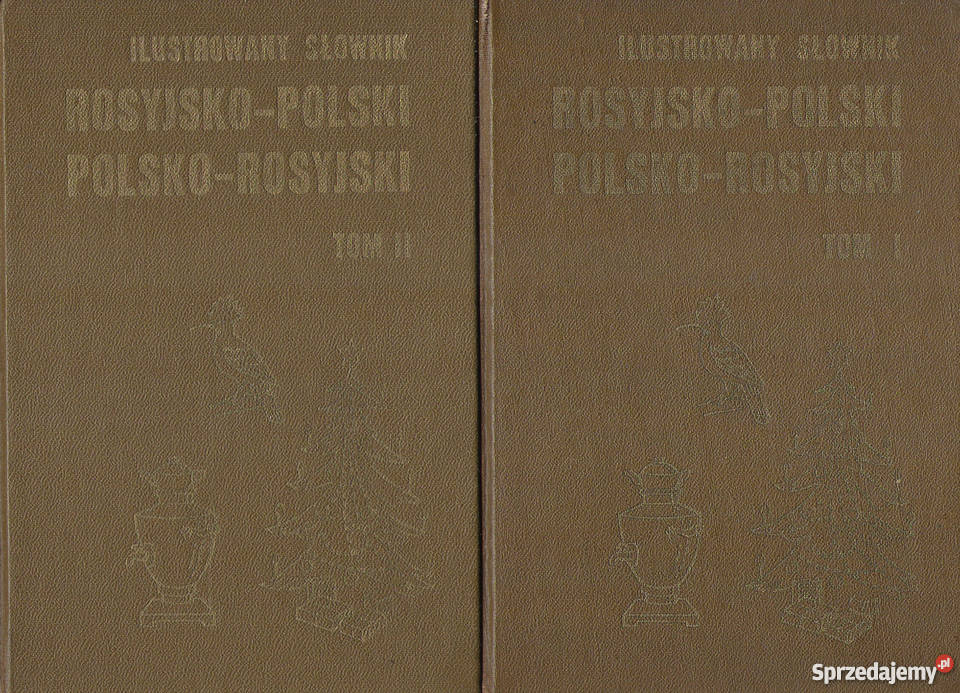 ILUSTROWANY SŁOWNIK
ROSYJSKO-POLSKI
POLSKO-ROSYJSKI
TOM II
ILUSTROWANY SŁOWNIK
ROSYJSKO-POLSKI
POLSKO-ROSYJSKI
TOM I
Sprzedajemy.pl